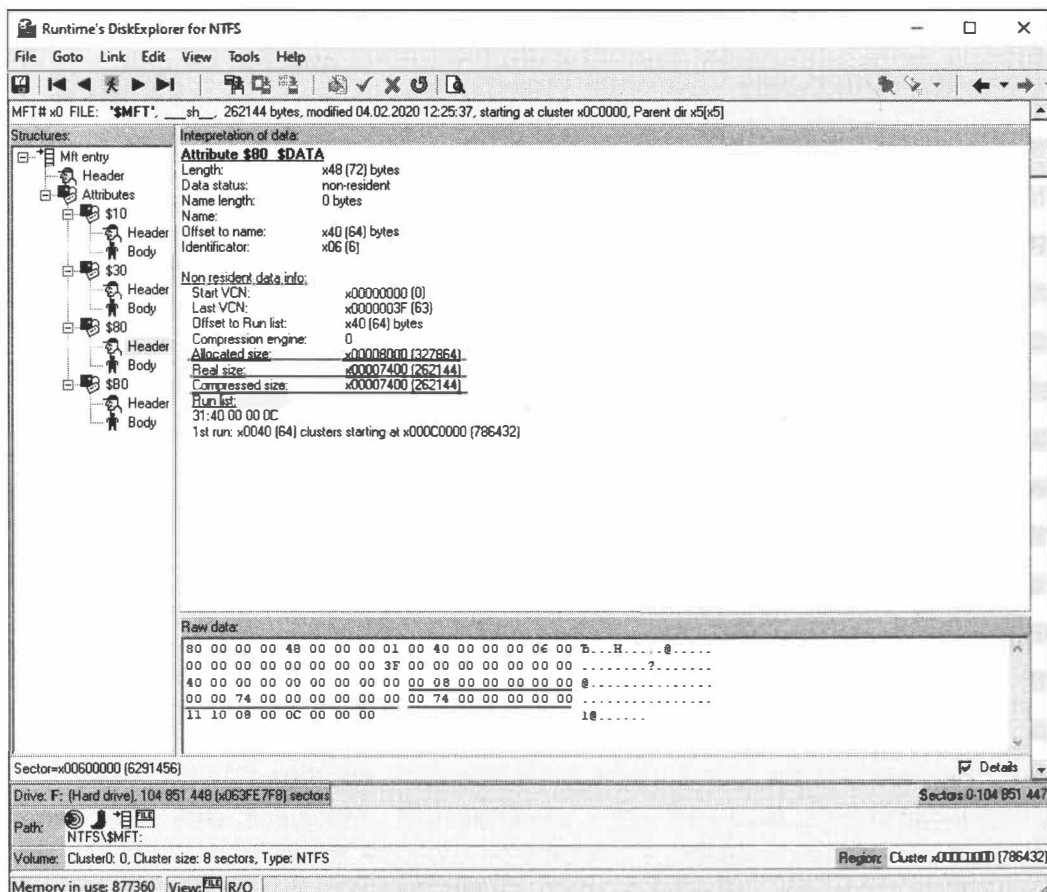 Runtime's DiskExplorer for NTFS
File Goto Link Edit View Tools Help
MFT# x0 FILE: "$MFT", ___sh__, 262144 bytes, modified 04.02.2020 12:25:37, starting at cluster x0C0000, Parent dir x5[x5]
Structures:
Mft entry
Header
Attributes
$10
Header
Body
$30
Header
Body
$80
Header
Body
$B0
Header
Body
Interpretation of data:
Attribute $80 $DATA
Length: x48 (72) bytes
Data status: non-resident
Name length: 0 bytes
Name:
Offset to name: x40 (64) bytes
Identificator: x06 (6)
Non resident data info:
Start VCN: x00000000 (0)
Last VCN: x0000003F (63)
Offset to Run list: x40 (64) bytes
Compression engine: 0
Allocated size: x00008000 (327864)
Real size: x00007400 (262144)
Compressed size: x00007400 (262144)
Run list:
31:40 00 00 0C
1st run: x0040 (64) clusters starting at x000C0000 (786432)
Raw data:
80 00 00 00 48 00 00 00 01 00 40 00 00 00 06 00 Ђ...H.....@.....
00 00 00 00 00 00 00 00 3F 00 00 00 00 00 00 00 ........?.......
40 00 00 00 00 00 00 00 00 08 00 00 00 00 00 @...............
00 00 74 00 00 00 00 00 00 74 00 00 00 00 00 ................
11 10 08 00 0C 00 00 00 1@......
Sector=x00600000 (6291456)
Details
Drive: F: (Hard drive), 104 851 448 (x063FE7F8) sectors
Sectors 0-104 851 447
Path:
FILE
NTFS\$MFT:
Volume: Cluster0: 0, Cluster size: 8 sectors, Type: NTFS
Region: Cluster (786432)
Memory in use: 877360 View: FILE R/O